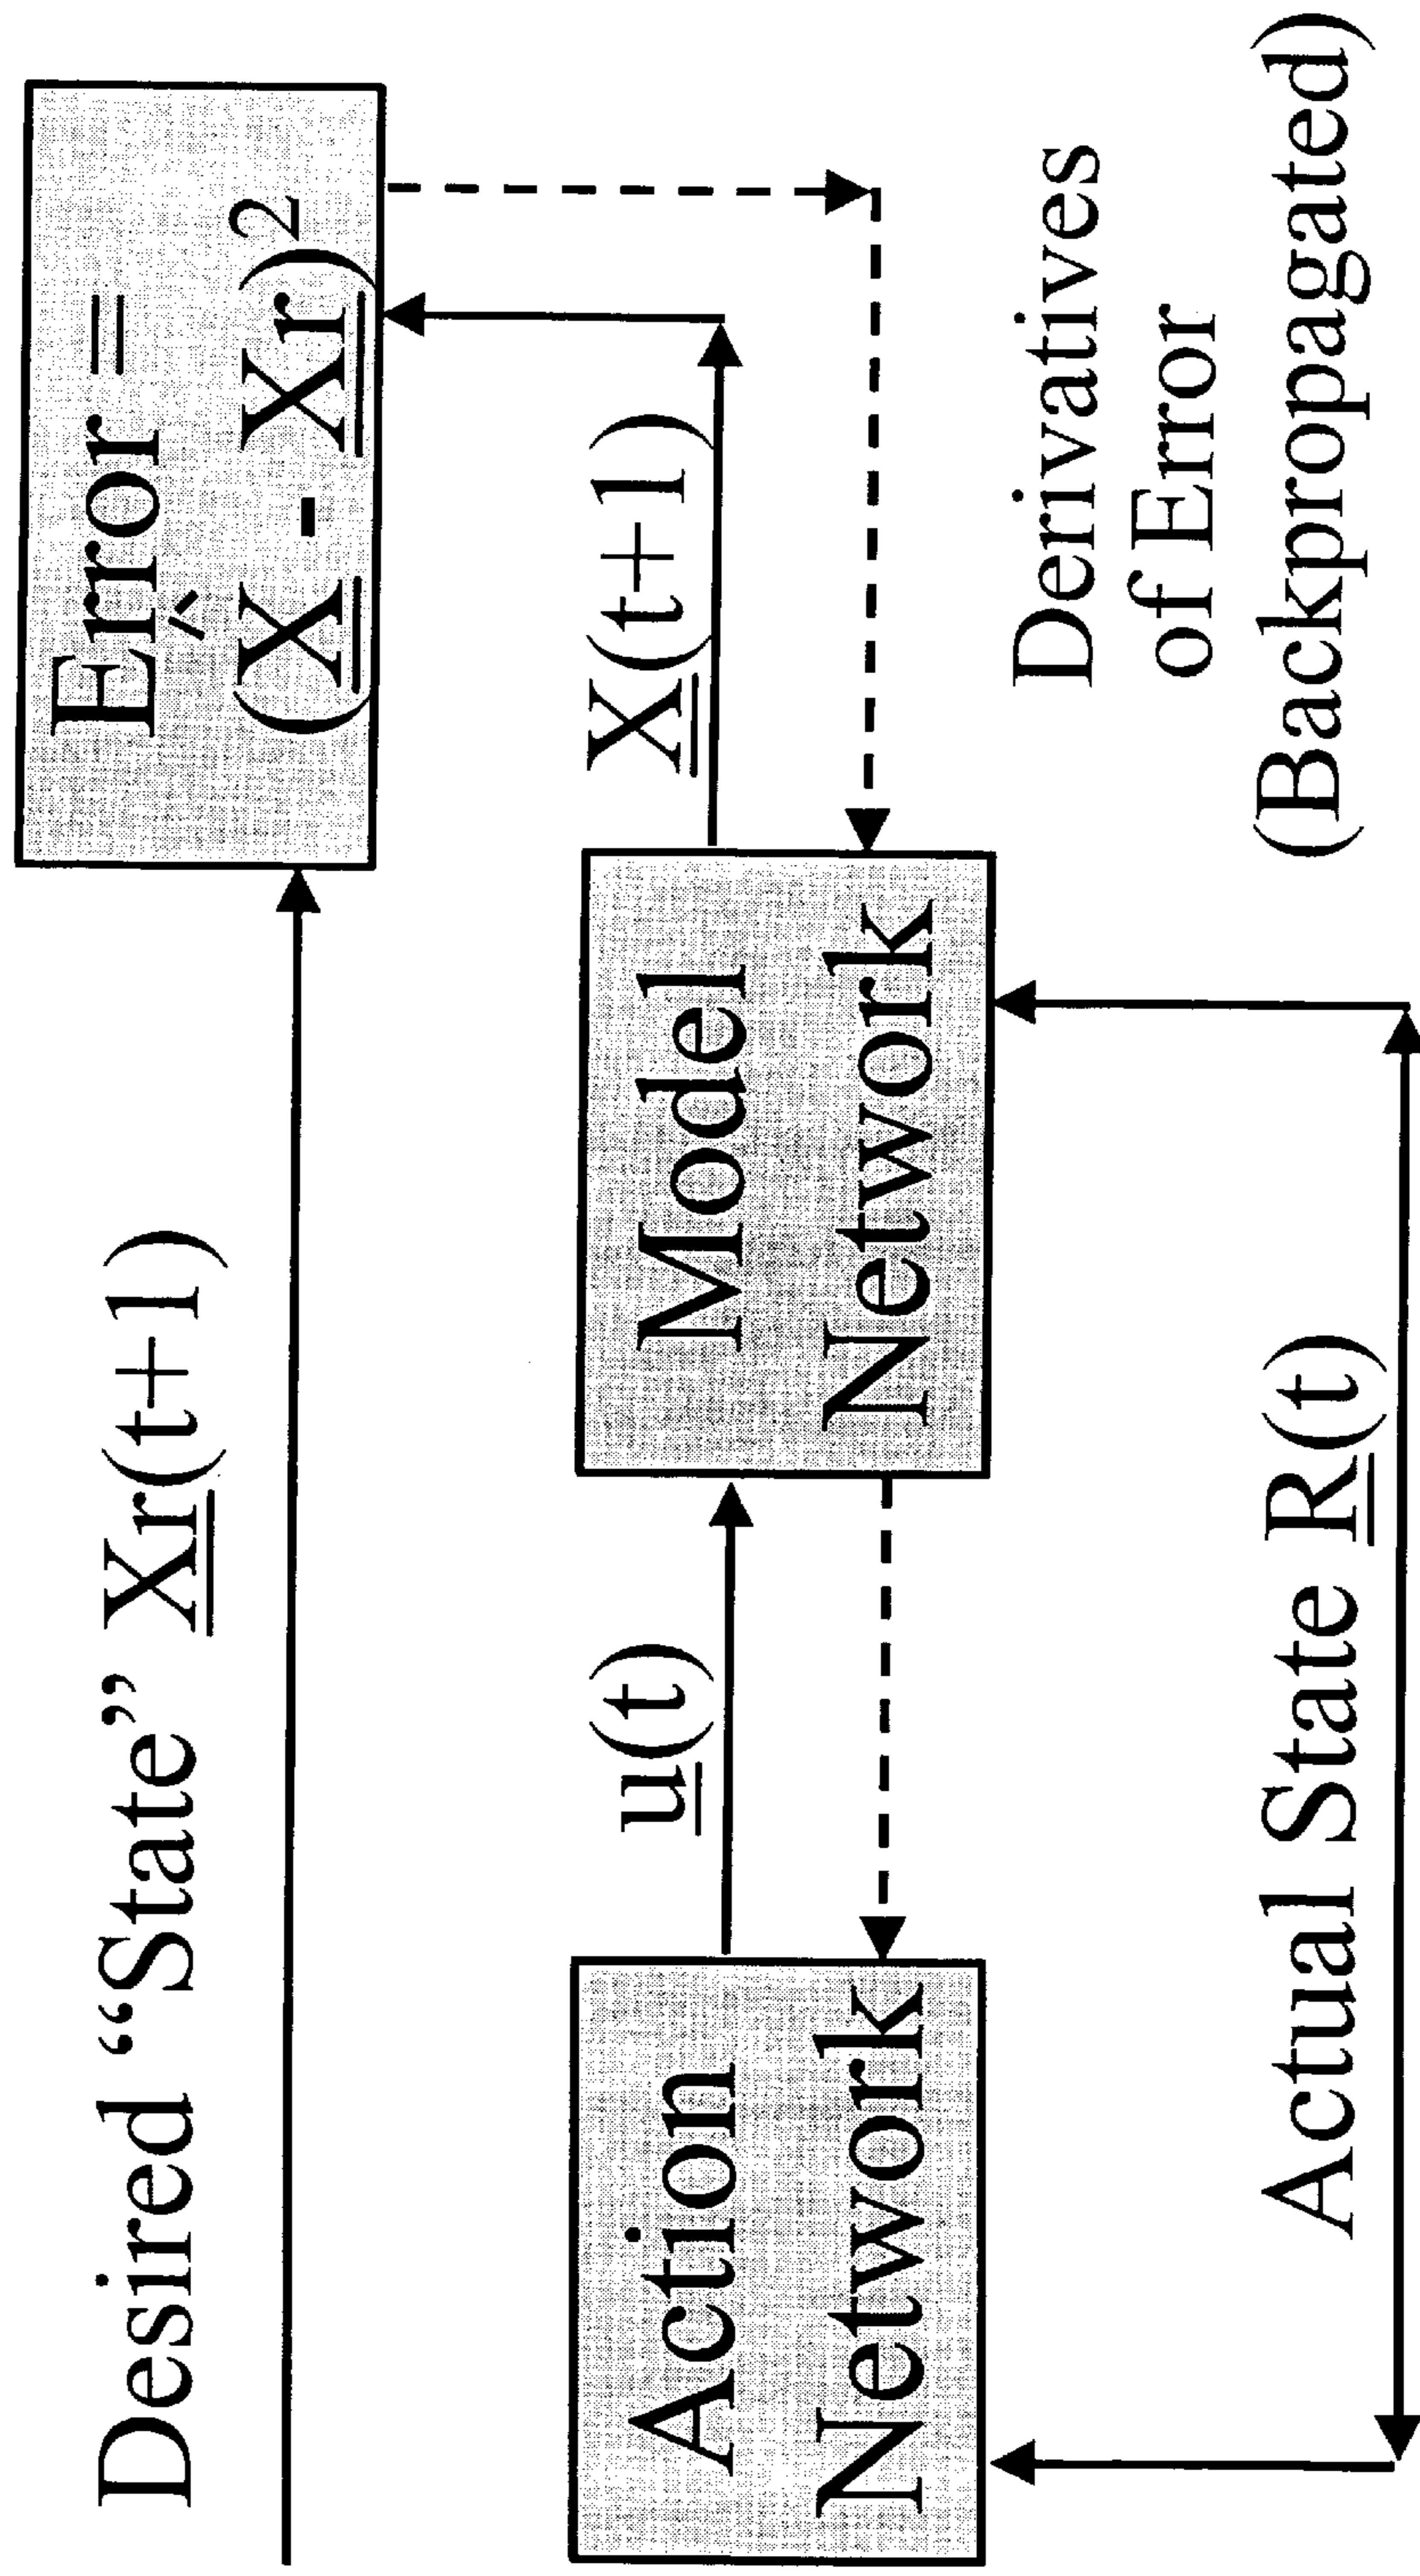 Desired “State” Xr(t+1)
Error =
(X̂ - Xr)²
X(t+1)
u(t)
Action
Network
Model
Network
Derivatives
of Error
(Backpropagated)
Actual State R(t)